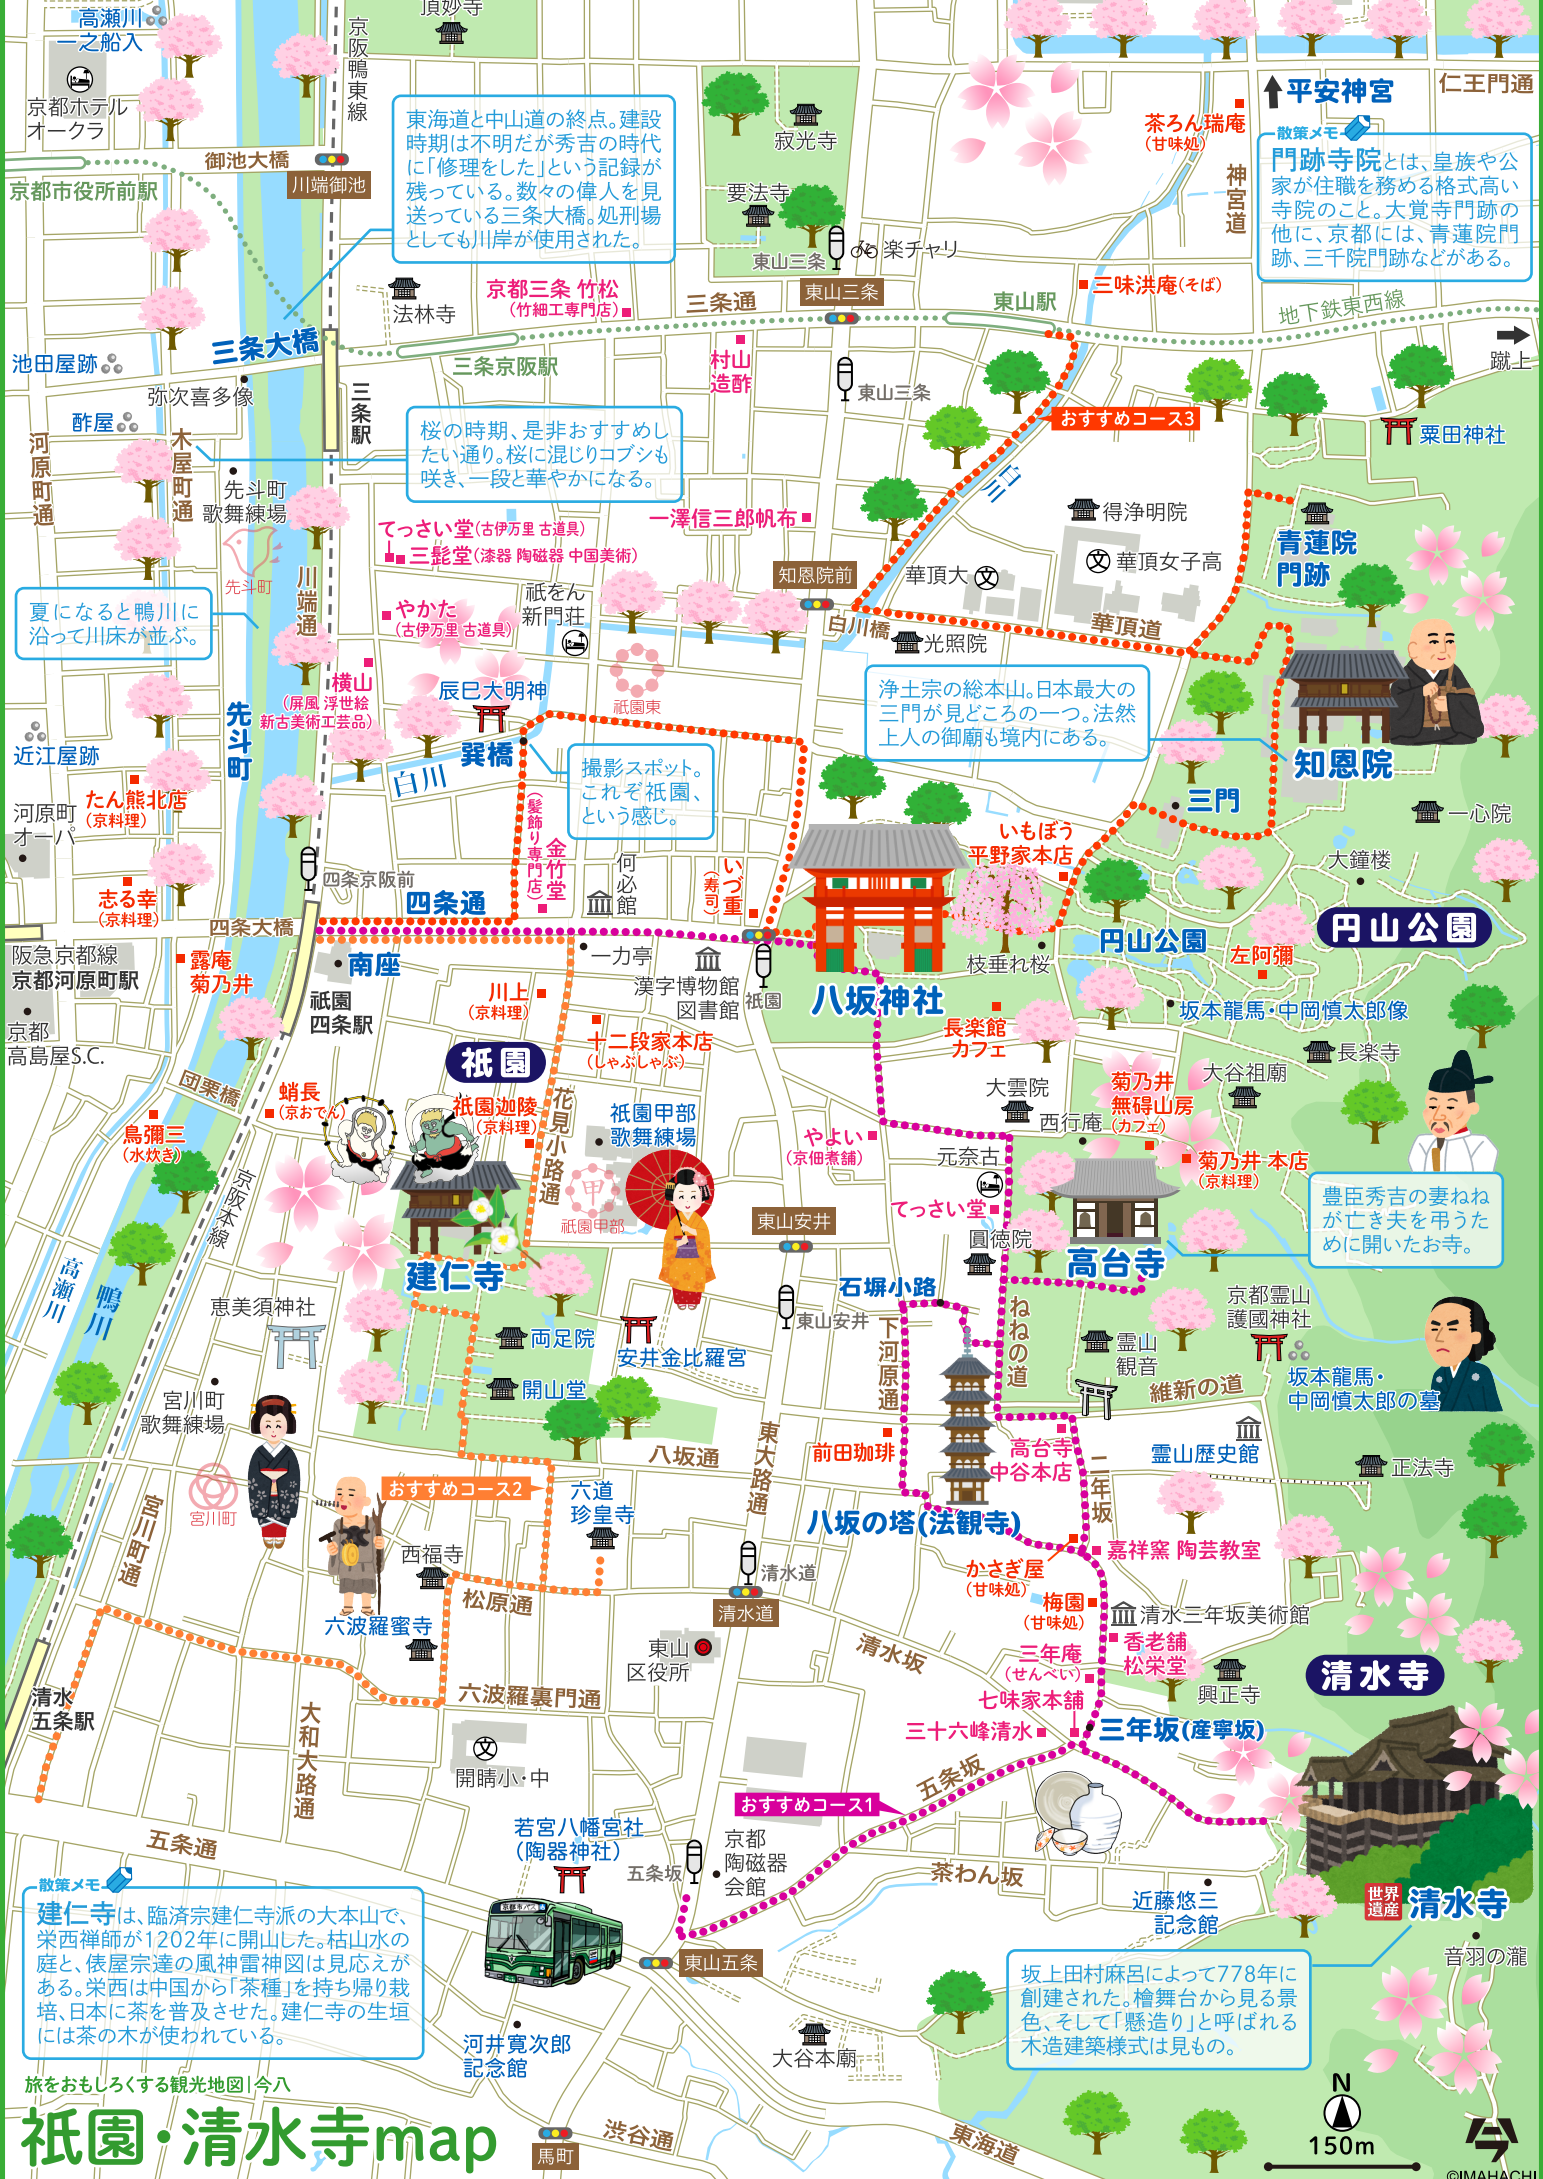 高瀬川
一之船入
京都ホテル
オークラ
京阪鴨東線
頂妙寺
御池大橋
川端御池
京都市役所前駅
東海道と中山道の終点。建設
時期は不明だが秀吉の時代
に「修理をした」という記録が
残っている。数々の偉人を見
送っている三条大橋。処刑場
としても川岸が使用された。
寂光寺
要法寺
東山三条
楽チャリ
東山三条
茶ろん瑞庵
(甘味処)
神宮道
平安神宮
仁王門通
散策メモ
門跡寺院とは、皇族や公
家が住職を務める格式高い
寺院のこと。大覚寺門跡の
他に、京都には、青蓮院門
跡、三千院門跡などがある。
法林寺
京都三条 竹松
(竹細工専門店)
三条通
東山駅
三味洪庵(そば)
地下鉄東西線
蹴上
三条大橋
池田屋跡
弥次喜多像
三条京阪駅
村山
造酢
東山三条
三条駅
酢屋
河原町通
木屋町通
先斗町
歌舞練場
先斗町
桜の時期、是非おすすめし
たい通り。桜に混じりコブシも
咲き、一段と華やかになる。
おすすめコース3
粟田神社
白川
一澤信三郎帆布
てっさい堂(古伊万里 古道具)
三髭堂(漆器 陶磁器 中国美術)
得浄明院
華頂女子高
華頂大
文
文
青蓮院
門跡
知恩院前
川端通
祇をん
新門荘
やかた
(古伊万里 古道具)
夏になると鴨川に
沿って川床が並ぶ。
白川橋
光照院
華頂道
横山
(屏風 浮世絵
新古美術工芸品)
辰巳大明神
祇園東
浄土宗の総本山。日本最大の
三門が見どころの一つ。法然
上人の御廟も境内にある。
知恩院
先斗町
近江屋跡
巽橋
白川
撮影スポット。
これぞ祇園、
という感じ。
三門
一心院
大鐘楼
たん熊北店
(京料理)
河原町
オーパ
金竹堂
(髪飾り専門店)
何必館
いづ重
(寿司)
いもぼう
平野家本店
四条京阪前
四条通
志る幸
(京料理)
四条大橋
円山公園
円山公園
左阿彌
枝垂れ桜
阪急京都線
京都河原町駅
露庵
菊乃井
南座
一力亭
漢字博物館
図書館
祇園
八坂神社
坂本龍馬・中岡慎太郎像
祇園
四条駅
川上
(京料理)
京都
高島屋S.C.
十二段家本店
(しゃぶしゃぶ)
長楽館
カフェ
長楽寺
祇園
団栗橋
蛸長
(京おでん)
祇園迦陵
(京料理)
花見小路通
祇園甲部
歌舞練場
甲
祇園甲部
大雲院
西行庵
菊乃井
無碍山房
(カフェ)
大谷祖廟
鳥彌三
(水炊き)
やよい
(京佃煮舗)
元奈古
菊乃井 本店
(京料理)
てっさい堂
圓徳院
京阪本線
東山安井
豊臣秀吉の妻ねね
が亡き夫を弔うた
めに開いたお寺。
高台寺
建仁寺
石塀小路
高瀬川
鴨川
恵美須神社
両足院
東山安井
下河原通
ねねの道
霊山
観音
京都霊山
護國神社
安井金比羅宮
開山堂
宮川町
歌舞練場
坂本龍馬・
中岡慎太郎の墓
維新の道
宮川町
八坂通
東大路通
前田珈琲
高台寺
中谷本店
二年坂
霊山歴史館
正法寺
おすすめコース2
六道
珍皇寺
八坂の塔(法観寺)
宮川町通
西福寺
清水道
清水道
かさぎ屋
(甘味処)
嘉祥窯 陶芸教室
梅園
(甘味処)
松原通
六波羅蜜寺
清水三年坂美術館
清水坂
東山
区役所
三年庵
(せんべい)
香老舗
松栄堂
興正寺
清水寺
清水
五条駅
六波羅裏門通
七味家本舗
三十六峰清水
三年坂(産寧坂)
大和大路通
文
開睛小・中
五条坂
おすすめコース1
五条通
若宮八幡宮社
(陶器神社)
五条坂
京都
陶磁器
会館
茶わん坂
近藤悠三
記念館
世界
遺産
清水寺
音羽の瀧
散策メモ
建仁寺は、臨済宗建仁寺派の大本山で、
栄西禅師が1202年に開山した。枯山水の
庭と、俵屋宗達の風神雷神図は見応えが
ある。栄西は中国から「茶種」を持ち帰り栽
培、日本に茶を普及させた。建仁寺の生垣
には茶の木が使われている。
東山五条
坂上田村麻呂によって778年に
創建された。檜舞台から見る景
色、そして「懸造り」と呼ばれる
木造建築様式は見もの。
河井寛次郎
記念館
大谷本廟
旅をおもしろくする観光地図|今八
祇園・清水寺map
馬町
渋谷通
東海道
N
150m
©IMAHACHI